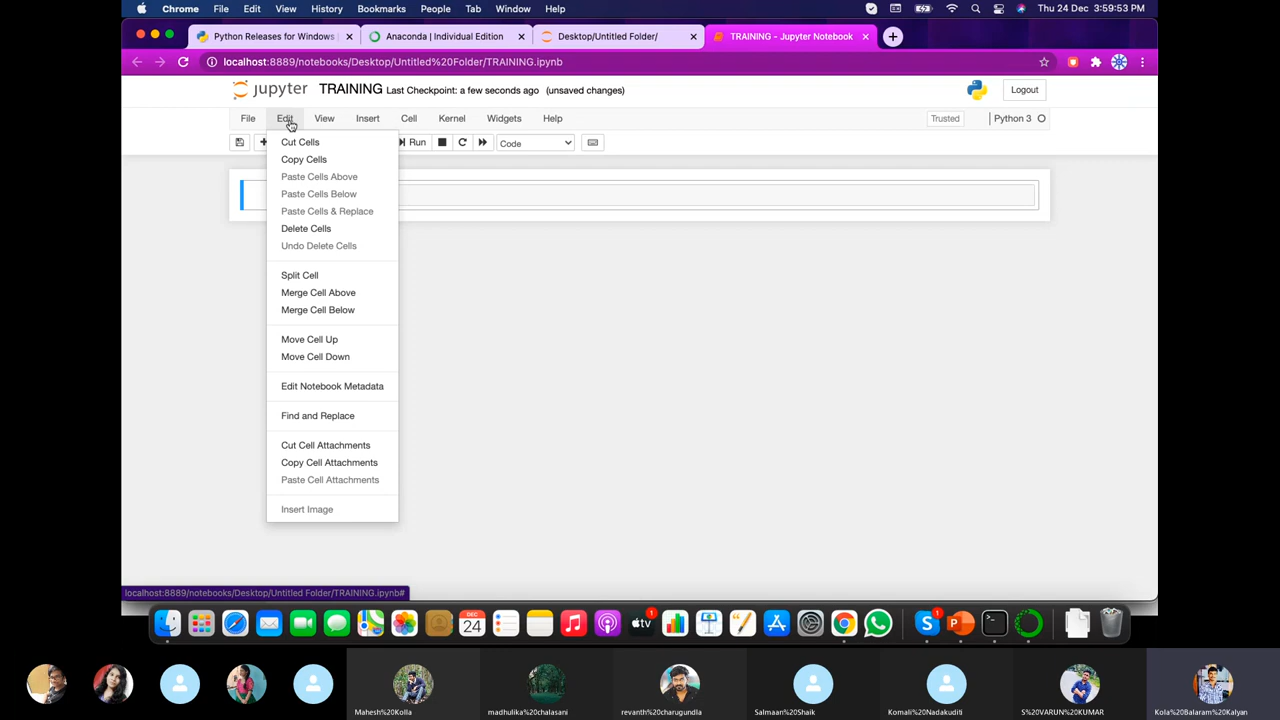 Chrome File Edit View History Bookmarks People Tab Window Help Thu 24 Dec 3:59:53 PM
Python Releases for Windows Anaconda | Individual Edition Desktop/Untitled Folder/ TRAINING - Jupyter Notebook
localhost:8889/notebooks/Desktop/Untitled%20Folder/TRAINING.ipynb
jupyter TRAINING Last Checkpoint: a few seconds ago (unsaved changes) Logout
File Edit View Insert Cell Kernel Widgets Help Trusted Python 3
Run Code
Cut Cells
Copy Cells
Paste Cells Above
Paste Cells Below
Paste Cells & Replace
Delete Cells
Undo Delete Cells
Split Cell
Merge Cell Above
Merge Cell Below
Move Cell Up
Move Cell Down
Edit Notebook Metadata
Find and Replace
Cut Cell Attachments
Copy Cell Attachments
Paste Cell Attachments
Insert Image
localhost:8889/notebooks/Desktop/Untitled Folder/TRAINING.ipynb#
DEC
24
tv
1
1
Mahesh%20Kolla madhulika%20chalasani revanth%20charugundla Salmaan%20Shaik Komali%20Nadakuditi S%20VARUN%20KUMAR Kola%20Balaram%20Kalyan